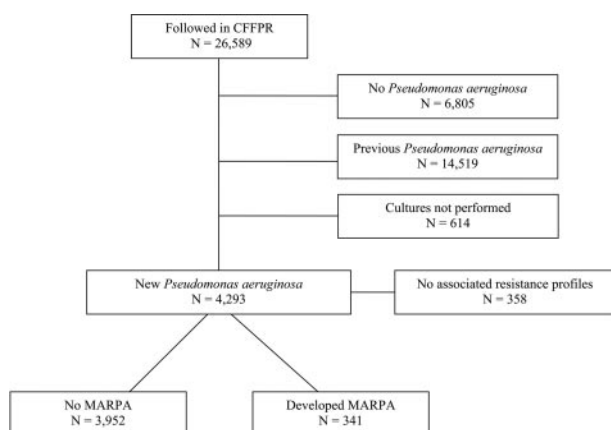 Followed in CFFPR
N = 26,589
No Pseudomonas aeruginosa
N = 6,805
Previous Pseudomonas aeruginosa
N = 14,519
Cultures not performed
N = 614
New Pseudomonas aeruginosa
N = 4,293
No associated resistance profiles
N = 358
No MARPA
N = 3,952
Developed MARPA
N = 341